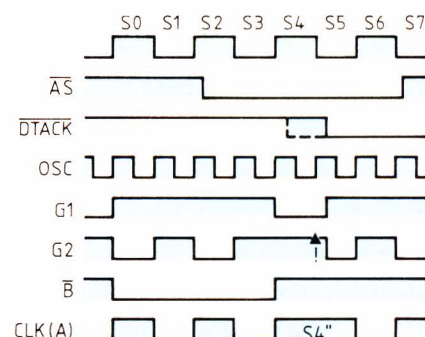 S0 S1 S2 S3 S4 S5 S6 S7
AS
DTACK
OSC
G1
G2
!
B
CLK(A) S4"